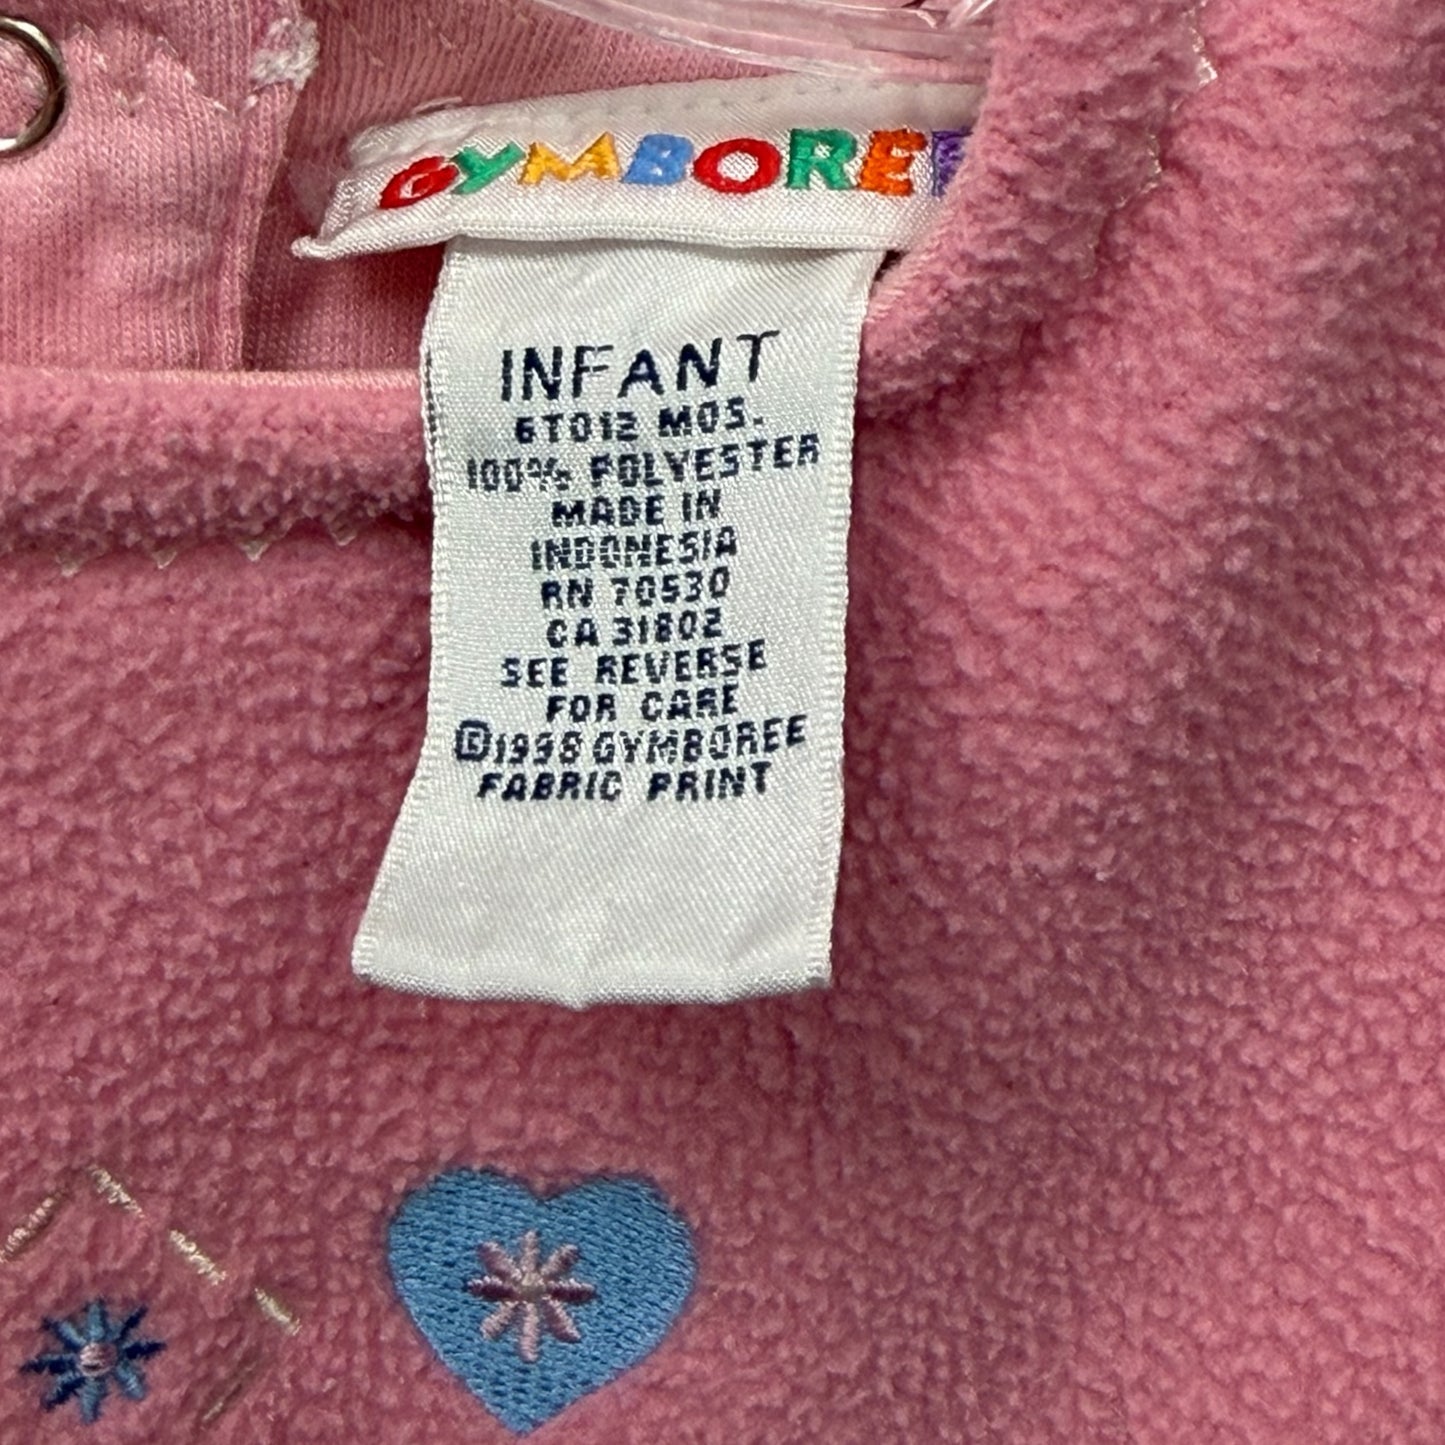 GYMBOREE
INFANT
6TO12 MOS.
100% POLYESTER
MADE IN
INDONESIA
RN 70530
CA 31802
SEE REVERSE
FOR CARE
©1998 GYMBOREE
FABRIC PRINT